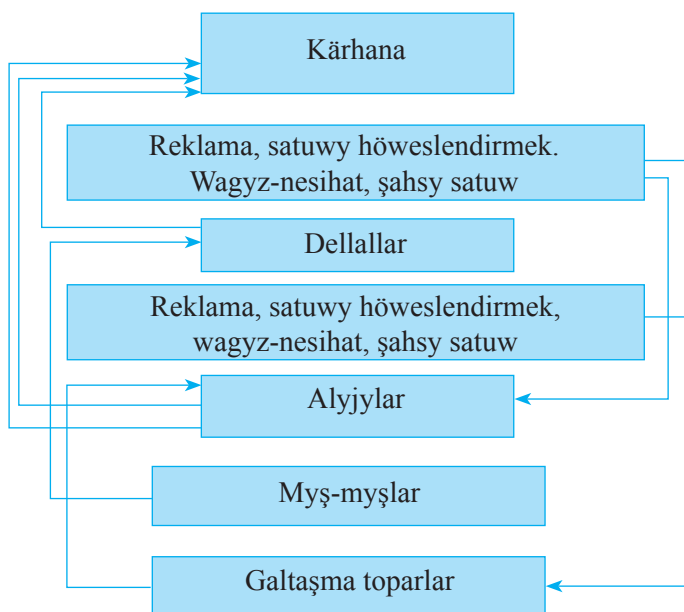 Kärhana
Reklama, satuwy höweslendirmek.
Wagyz-nesihat, şahsy satuw
Dellallar
Reklama, satuwy höweslendirmek,
wagyz-nesihat, şahsy satuw
Alyjylar
Myş-myşlar
Galtaşma toparlar